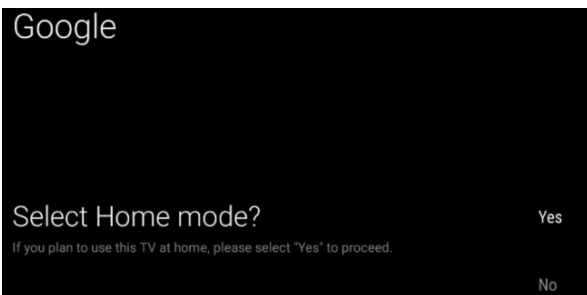 Google
Select Home mode?
Yes
If you plan to use this TV at home, please select "Yes" to proceed.
No